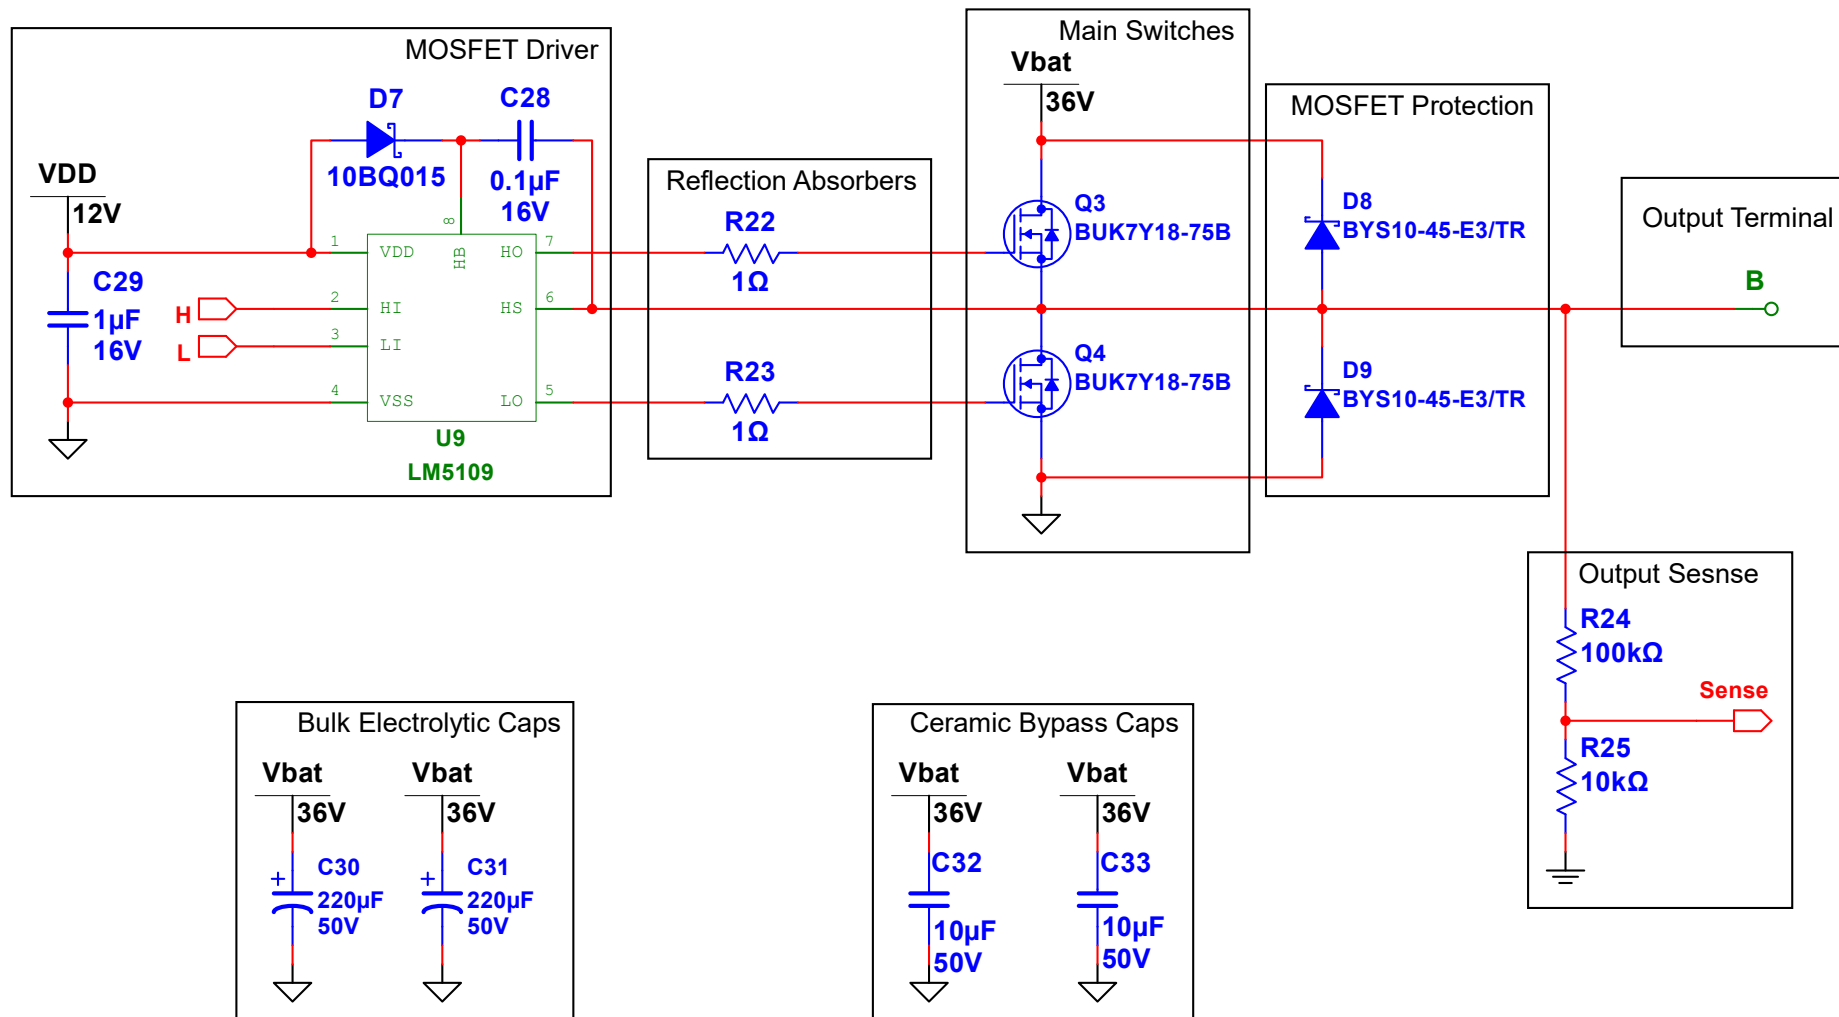 MOSFET Driver
D7
10BQ015
C28
0.1µF
16V
VDD
12V
C29
1µF
16V
H
L
1
VDD
2
HI
3
LI
4
VSS
8
HB
HO
7
HS
6
LO
5
U9
LM5109
Reflection Absorbers
R22
1Ω
R23
1Ω
Main Switches
Vbat
36V
Q3
BUK7Y18-75B
Q4
BUK7Y18-75B
MOSFET Protection
D8
BYS10-45-E3/TR
D9
BYS10-45-E3/TR
Output Terminal
B
Output Sesnse
R24
100kΩ
Sense
R25
10kΩ
Bulk Electrolytic Caps
Vbat
36V
C30
220µF
50V
Vbat
36V
C31
220µF
50V
Ceramic Bypass Caps
Vbat
36V
C32
10µF
50V
Vbat
36V
C33
10µF
50V